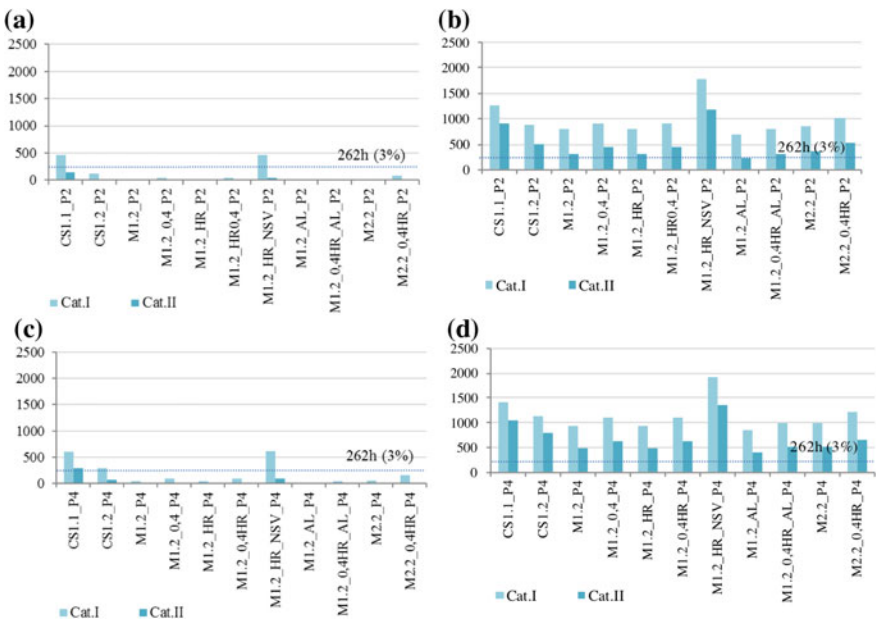 (a)
2500
2000
1500
1000
500
0
262h (3%)
CS1.1_P2
CS1.2_P2
M1.2_P2
M1.2_0,4_P2
M1.2_HR_P2
M1.2_HR0,4_P2
M1.2_HR_NSV_P2
M1.2_AL_P2
M1.2_0,4HR_AL_P2
M2.2_P2
M2.2_0,4HR_P2
Cat.I Cat.II
(b)
2500
2000
1500
1000
500
0
262h (3%)
CS1.1_P2
CS1.2_P2
M1.2_P2
M1.2_0,4_P2
M1.2_HR_P2
M1.2_HR0,4_P2
M1.2_HR_NSV_P2
M1.2_AL_P2
M1.2_0,4HR_AL_P2
M2.2_P2
M2.2_0,4HR_P2
Cat.I Cat.II
(c)
2500
2000
1500
1000
500
0
262h (3%)
CS1.1_P4
CS1.2_P4
M1.2_P4
M1.2_0,4_P4
M1.2_HR_P4
M1.2_0,4HR_P4
M1.2_HR_NSV_P4
M1.2_AL_P4
M1.2_0,4HR_AL_P4
M2.2_P4
M2.2_0,4HR_P4
Cat.I Cat.II
(d)
2500
2000
1500
1000
500
0
262h (3%)
CS1.1_P4
CS1.2_P4
M1.2_P4
M1.2_0,4_P4
M1.2_HR_P4
M1.2_0,4HR_P4
M1.2_HR_NSV_P4
M1.2_AL_P4
M1.2_0,4HR_AL_P4
M2.2_P4
M2.2_0,4HR_P4
Cat.I Cat.II